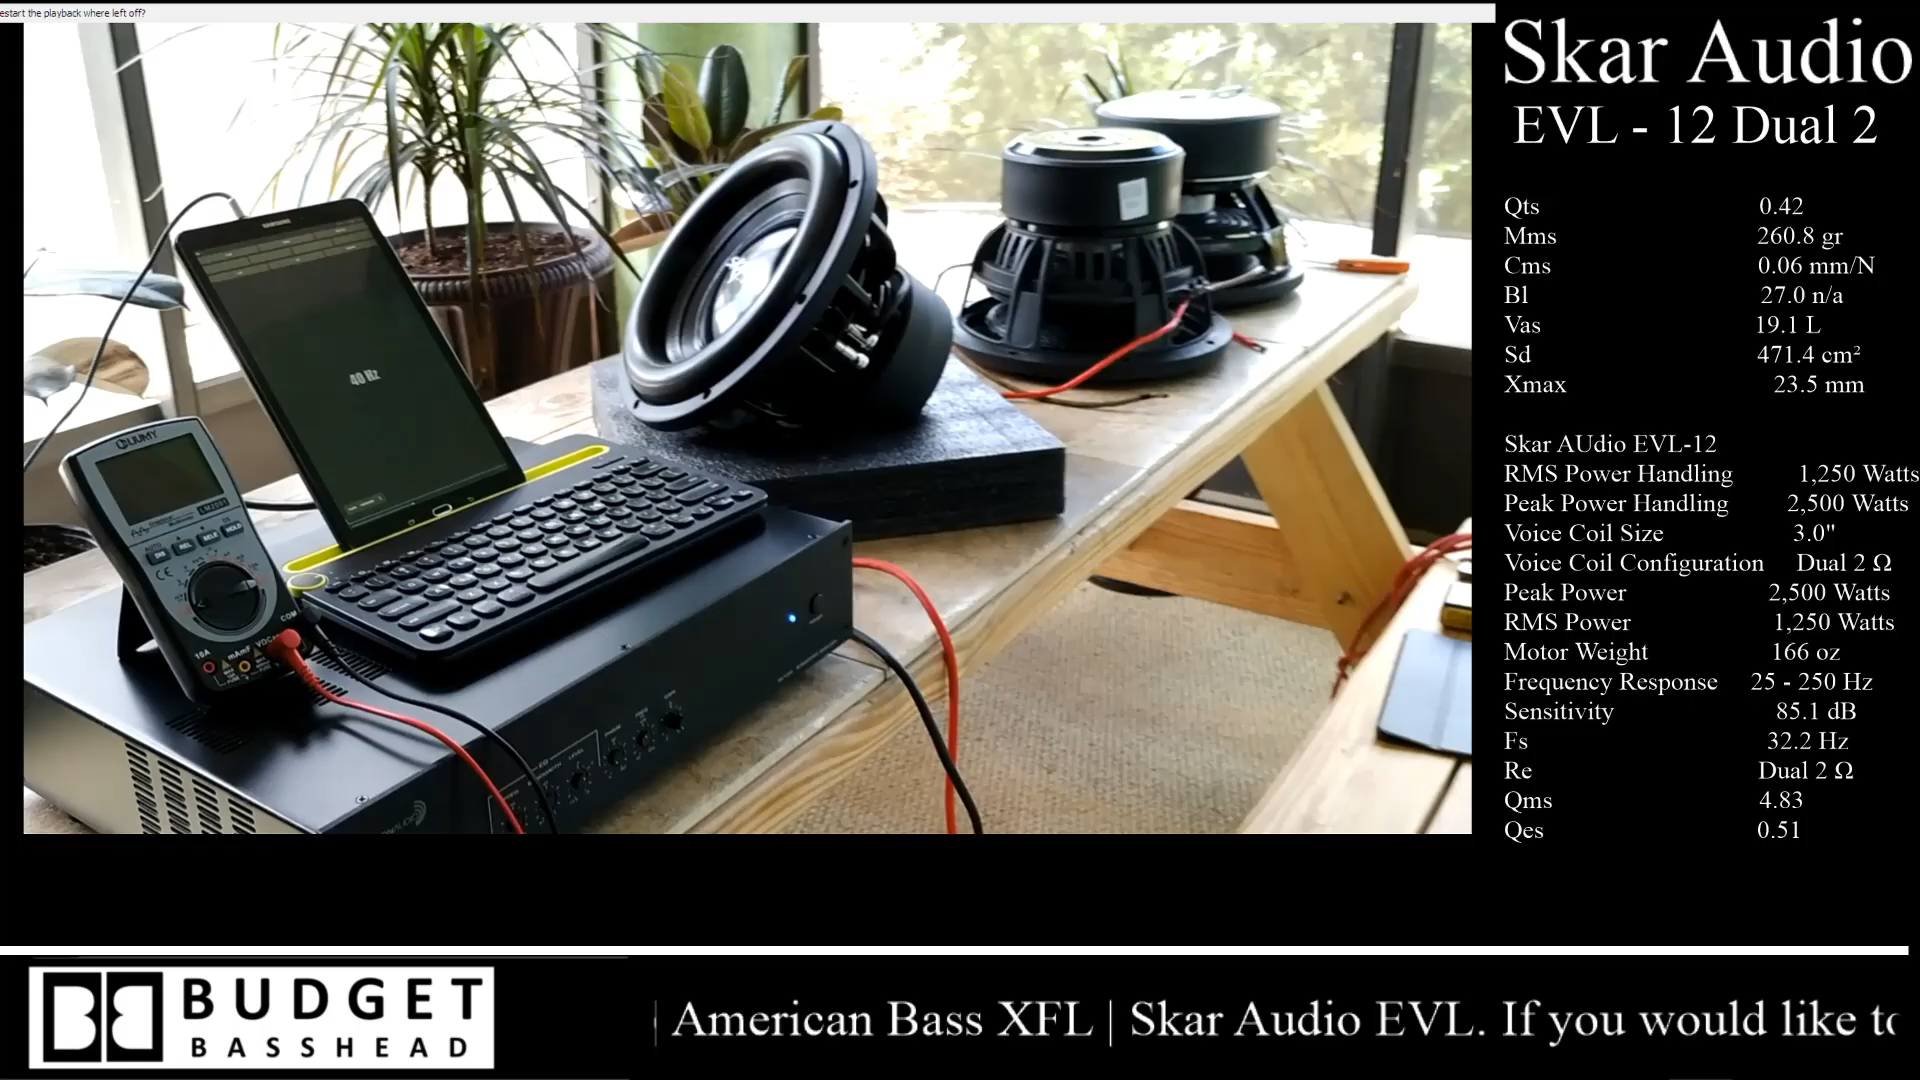 estart the playback where left off?
Skar Audio
EVL - 12 Dual 2
Qts 0.42
Mms 260.8 gr
Cms 0.06 mm/N
Bl 27.0 n/a
Vas 19.1 L
Sd 471.4 cm²
Xmax 23.5 mm
Skar AUdio EVL-12
RMS Power Handling 1,250 Watts
Peak Power Handling 2,500 Watts
Voice Coil Size 3.0"
Voice Coil Configuration Dual 2 Ω
Peak Power 2,500 Watts
RMS Power 1,250 Watts
Motor Weight 166 oz
Frequency Response 25 - 250 Hz
Sensitivity 85.1 dB
Fs 32.2 Hz
Re Dual 2 Ω
Qms 4.83
Qes 0.51
SAMSUNG
40 Hz
COM
10A
BUDGET
BASSHEAD
| American Bass XFL | Skar Audio EVL. If you would like to